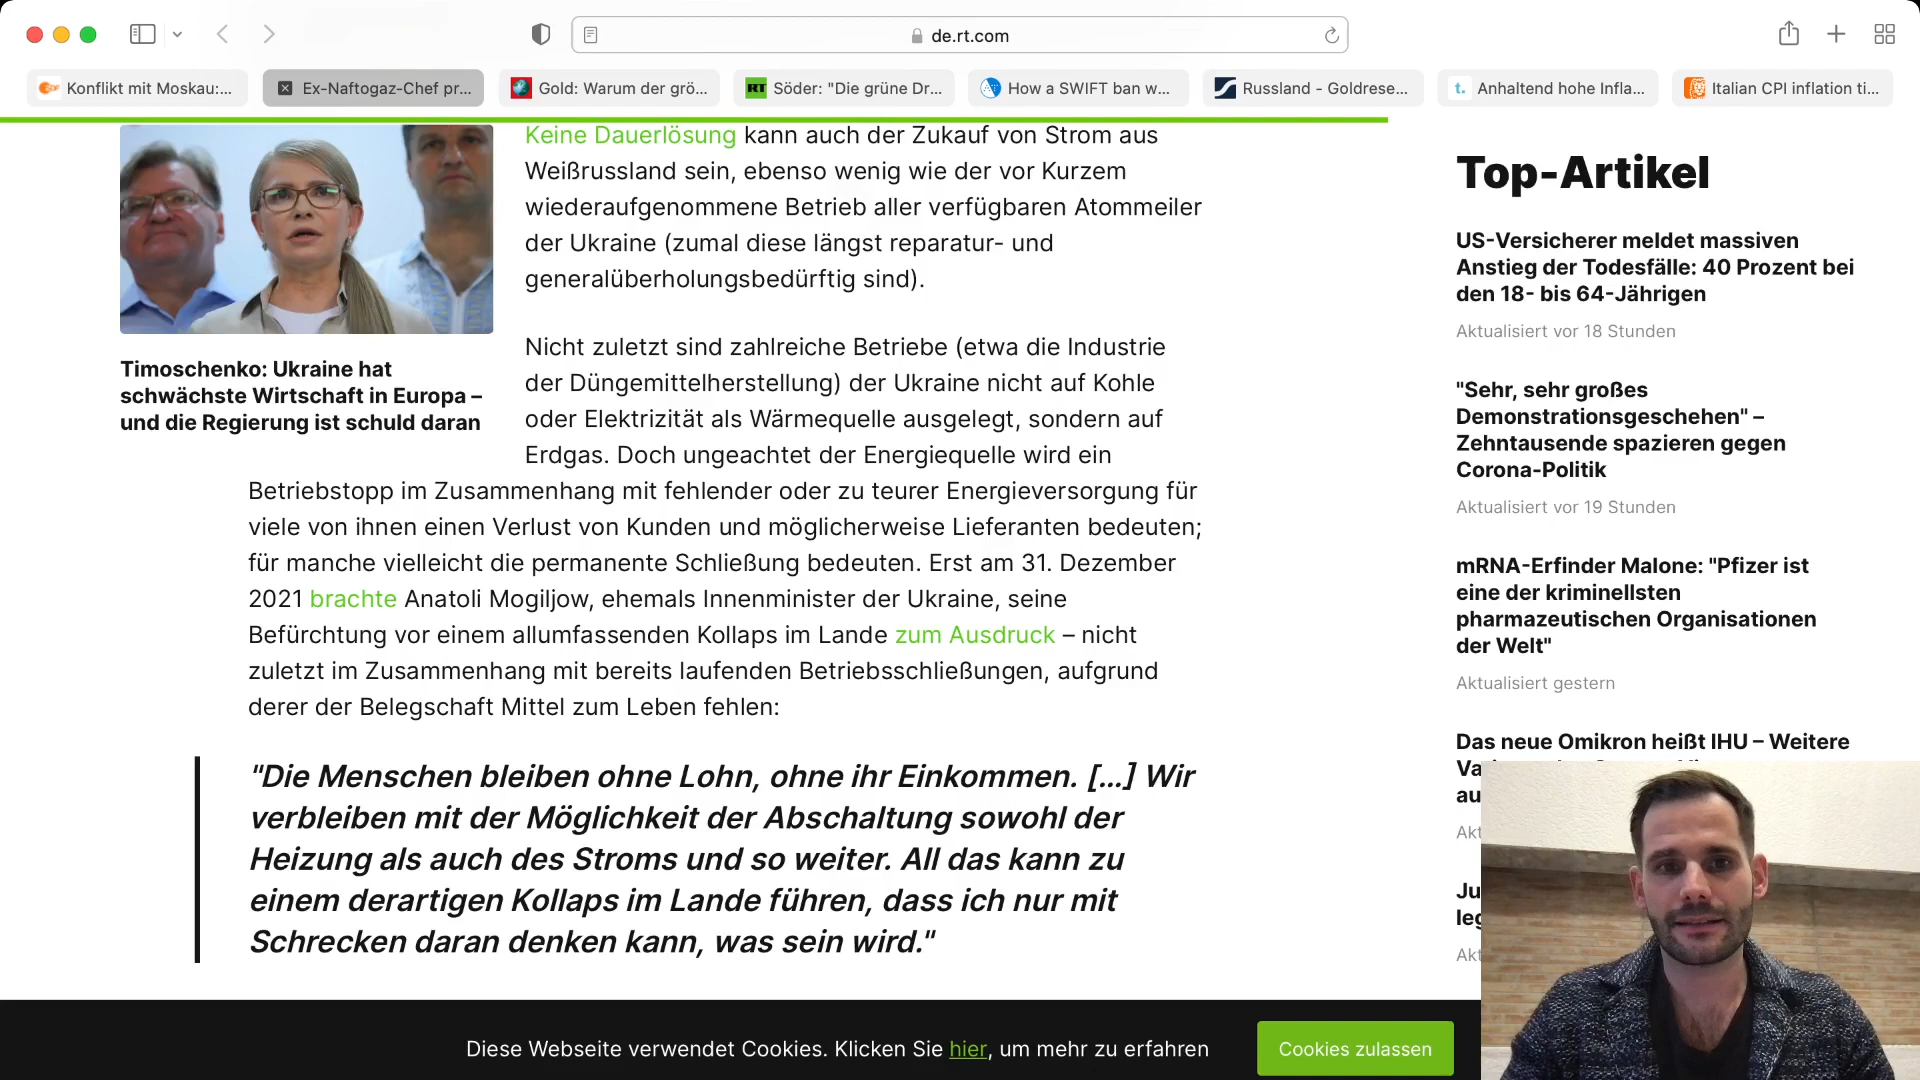 de.rt.com
Konflikt mit Moskau:...
Ex-Naftogaz-Chef pr...
Gold: Warum der grö...
RT Söder: "Die grüne Dr...
How a SWIFT ban w...
Russland - Goldrese...
t. Anhaltend hohe Infla...
Italian CPI inflation ti...
Keine Dauerlösung kann auch der Zukauf von Strom aus
Weißrussland sein, ebenso wenig wie der vor Kurzem
wiederaufgenommene Betrieb aller verfügbaren Atommeiler
der Ukraine (zumal diese längst reparatur- und
generalüberholungsbedürftig sind).
Timoschenko: Ukraine hat
schwächste Wirtschaft in Europa –
und die Regierung ist schuld daran
Nicht zuletzt sind zahlreiche Betriebe (etwa die Industrie
der Düngemittelherstellung) der Ukraine nicht auf Kohle
oder Elektrizität als Wärmequelle ausgelegt, sondern auf
Erdgas. Doch ungeachtet der Energiequelle wird ein
Betriebstopp im Zusammenhang mit fehlender oder zu teurer Energieversorgung für
viele von ihnen einen Verlust von Kunden und möglicherweise Lieferanten bedeuten;
für manche vielleicht die permanente Schließung bedeuten. Erst am 31. Dezember
2021 brachte Anatoli Mogiljow, ehemals Innenminister der Ukraine, seine
Befürchtung vor einem allumfassenden Kollaps im Lande zum Ausdruck – nicht
zuletzt im Zusammenhang mit bereits laufenden Betriebsschließungen, aufgrund
derer der Belegschaft Mittel zum Leben fehlen:
"Die Menschen bleiben ohne Lohn, ohne ihr Einkommen. [...] Wir
verbleiben mit der Möglichkeit der Abschaltung sowohl der
Heizung als auch des Stroms und so weiter. All das kann zu
einem derartigen Kollaps im Lande führen, dass ich nur mit
Schrecken daran denken kann, was sein wird."
Top-Artikel
US-Versicherer meldet massiven
Anstieg der Todesfälle: 40 Prozent bei
den 18- bis 64-Jährigen
Aktualisiert vor 18 Stunden
"Sehr, sehr großes
Demonstrationsgeschehen" –
Zehntausende spazieren gegen
Corona-Politik
Aktualisiert vor 19 Stunden
mRNA-Erfinder Malone: "Pfizer ist
eine der kriminellsten
pharmazeutischen Organisationen
der Welt"
Aktualisiert gestern
Das neue Omikron heißt IHU – Weitere
Va
au
Akt
Ju
leg
Akt
Diese Webseite verwendet Cookies. Klicken Sie hier, um mehr zu erfahren
Cookies zulassen